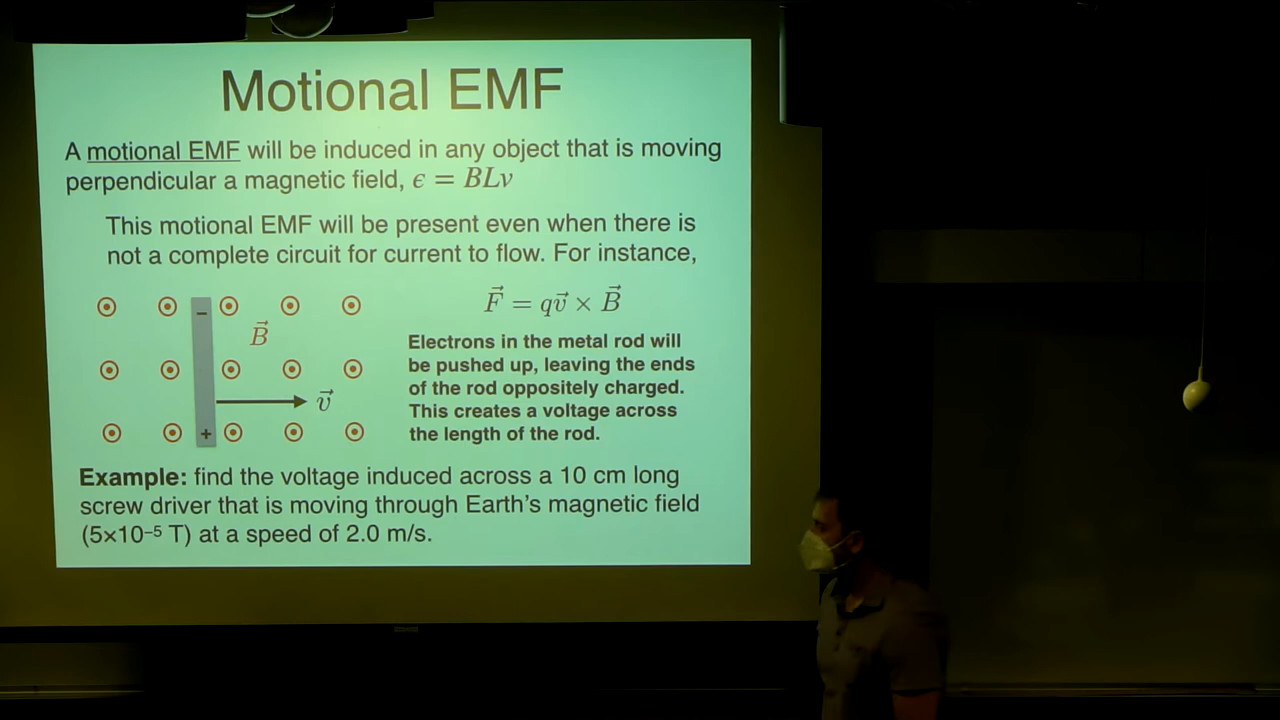 Motional EMF
A motional EMF will be induced in any object that is moving
perpendicular a magnetic field, ϵ = BLv
This motional EMF will be present even when there is
not a complete circuit for current to flow. For instance,
−
B⃗
v⃗
+
F⃗ = qv⃗ × B⃗
Electrons in the metal rod will
be pushed up, leaving the ends
of the rod oppositely charged.
This creates a voltage across
the length of the rod.
Example: find the voltage induced across a 10 cm long
screw driver that is moving through Earth's magnetic field
(5×10⁻⁵ T) at a speed of 2.0 m/s.